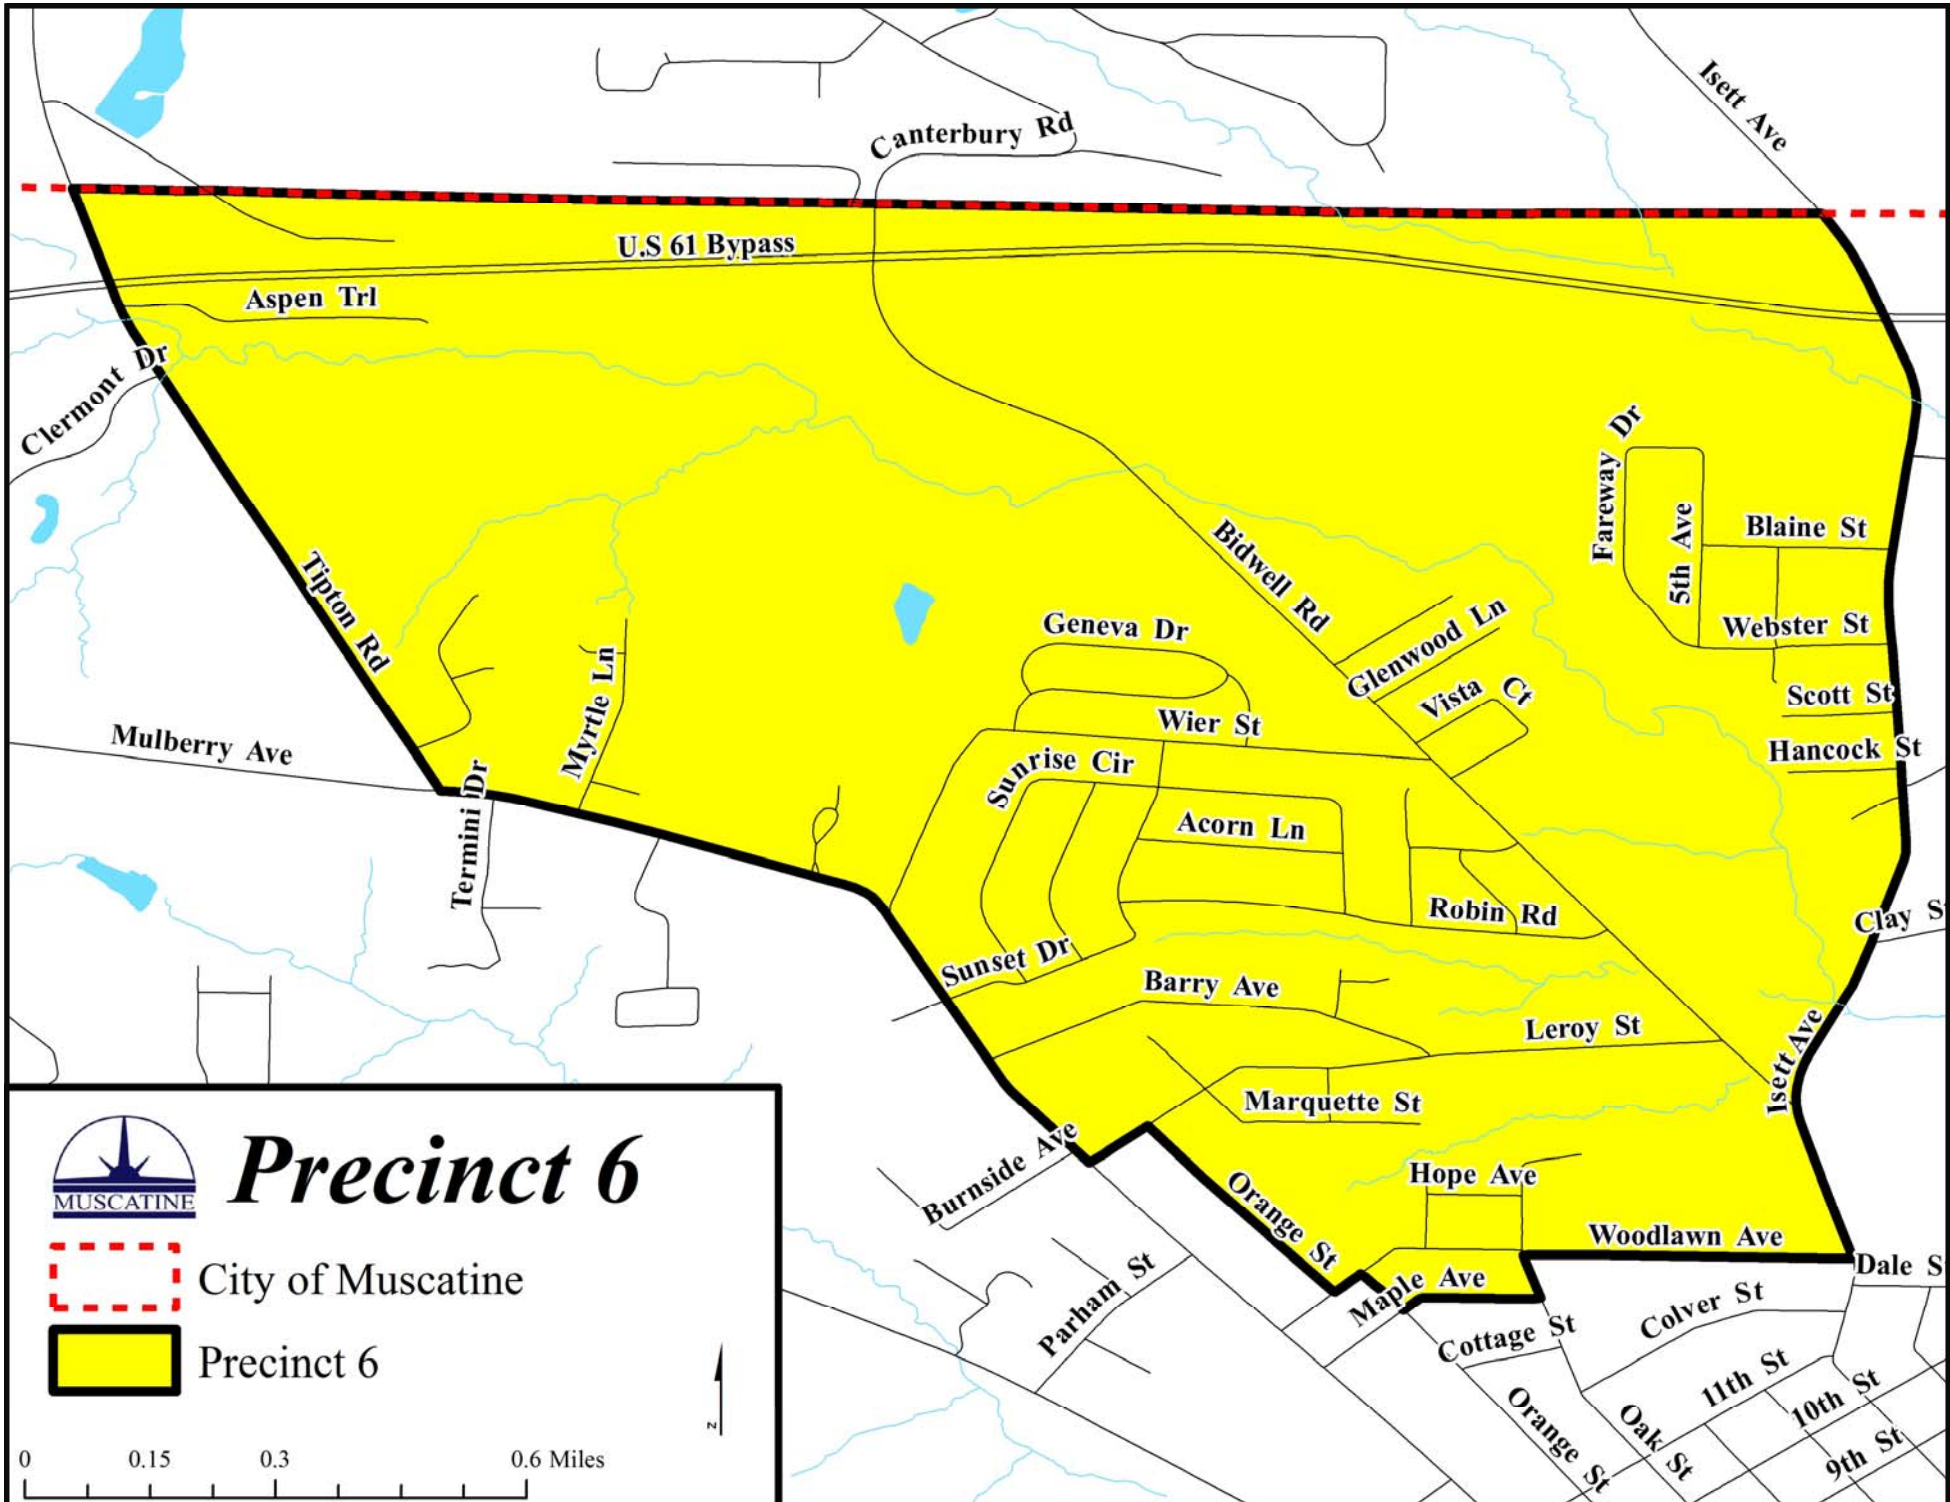 Isett Ave
Canterbury Rd
U.S 61 Bypass
Aspen Trl
Clermont Dr
Fareway Dr
5th Ave
Blaine St
Tipton Rd
Bidwell Rd
Glenwood Ln
Webster St
Geneva Dr
Vista Ct
Scott St
Myrtle Ln
Wier St
Hancock St
Mulberry Ave
Termini Dr
Sunrise Cir
Acorn Ln
Robin Rd
Clay S
Sunset Dr
Barry Ave
Leroy St
Isett Ave
Marquette St
Burnside Ave
Hope Ave
Orange St
Woodlawn Ave
Dale S
Maple Ave
Parham St
Colver St
Cottage St
11th St
10th St
Orange St
Oak St
9th St
MUSCATINE
Precinct 6
City of Muscatine
Precinct 6
z
0 0.15 0.3 0.6 Miles